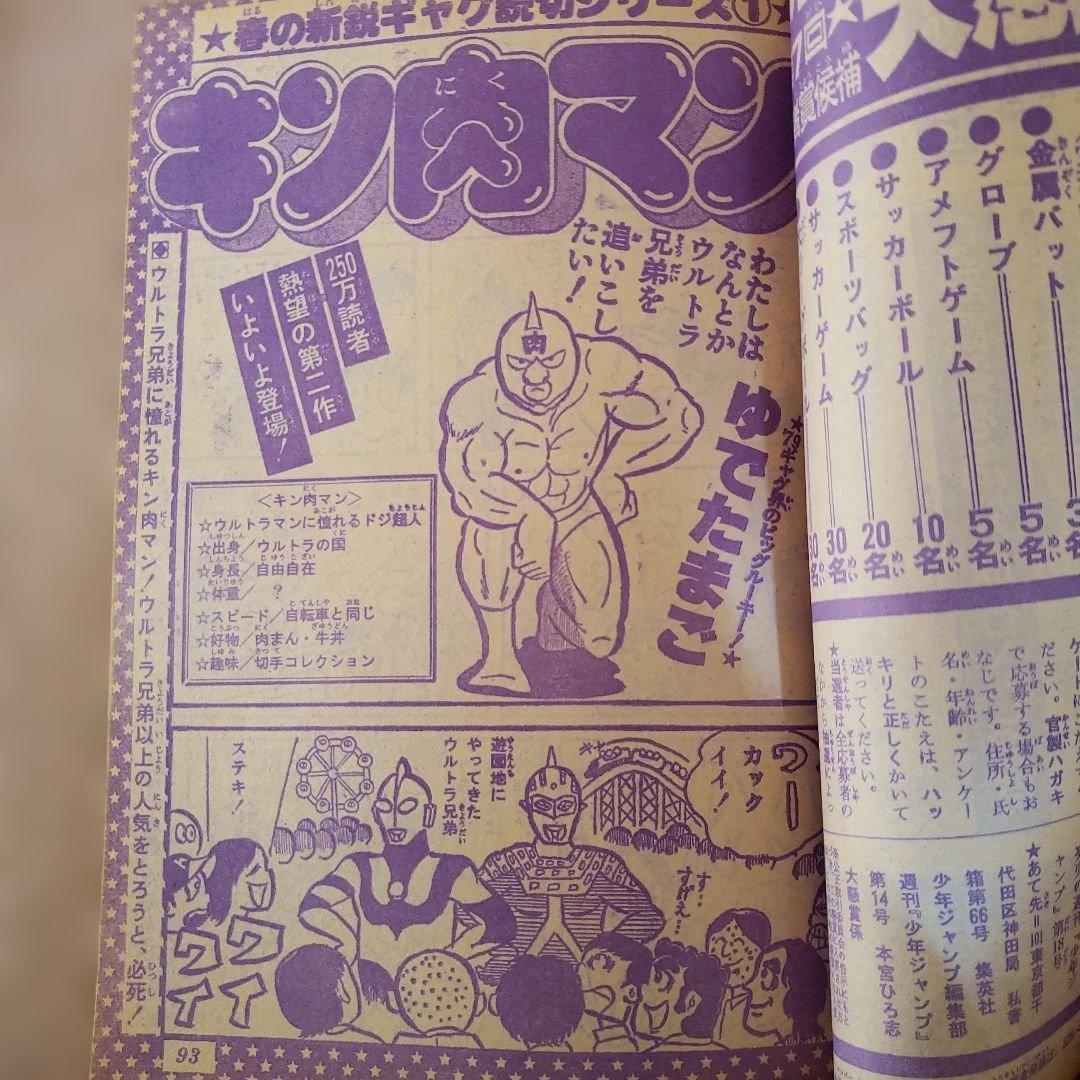 ★春の新鋭ギャグ読切シリーズ①★
キン肉マン
わたしは
なんとか
ウルトラ
兄弟を
追いこし
たい！
250万読者
熱望の第二作
いよいよ登場！
★'79ギャグ界のビッグルーキー！★
ゆでたまご
＜キン肉マン＞
☆ウルトラマンに憧れるドジ超人
☆出身／ウルトラの国
☆身長／自由自在
☆体重／　？
☆スピード／自転車と同じ
☆好物／肉まん・牛丼
☆趣味／切手コレクション
◆ウルトラ兄弟に憧れるキン肉マン！ウルトラ兄弟以上の人気をとろうと、必死！
カック
イイ！
遊園地に
やってきた
ウルトラ兄弟
ステキ！
す…
すげえ…
ワイ
ワイ
93
賞候補
●金属バット 5名
●グローブ 5名
●アメフトゲーム 10名
●サッカーボール 20名
●スポーツバッグ 30名
●サッカーゲーム
ださい。官製ハガキ
で応募する場合もお
なじです。住所・氏
名・年齢・アンケー
トのこたえは、ハッ
キリと正しくかいて
送ってください。
★当選者は全応募者の
★あて先＝101東京都千
代田区神田局　私書
箱第66号　集英社
少年ジャンプ編集部
週刊『少年ジャンプ』
第14号　本宮ひろ志
大懸賞係